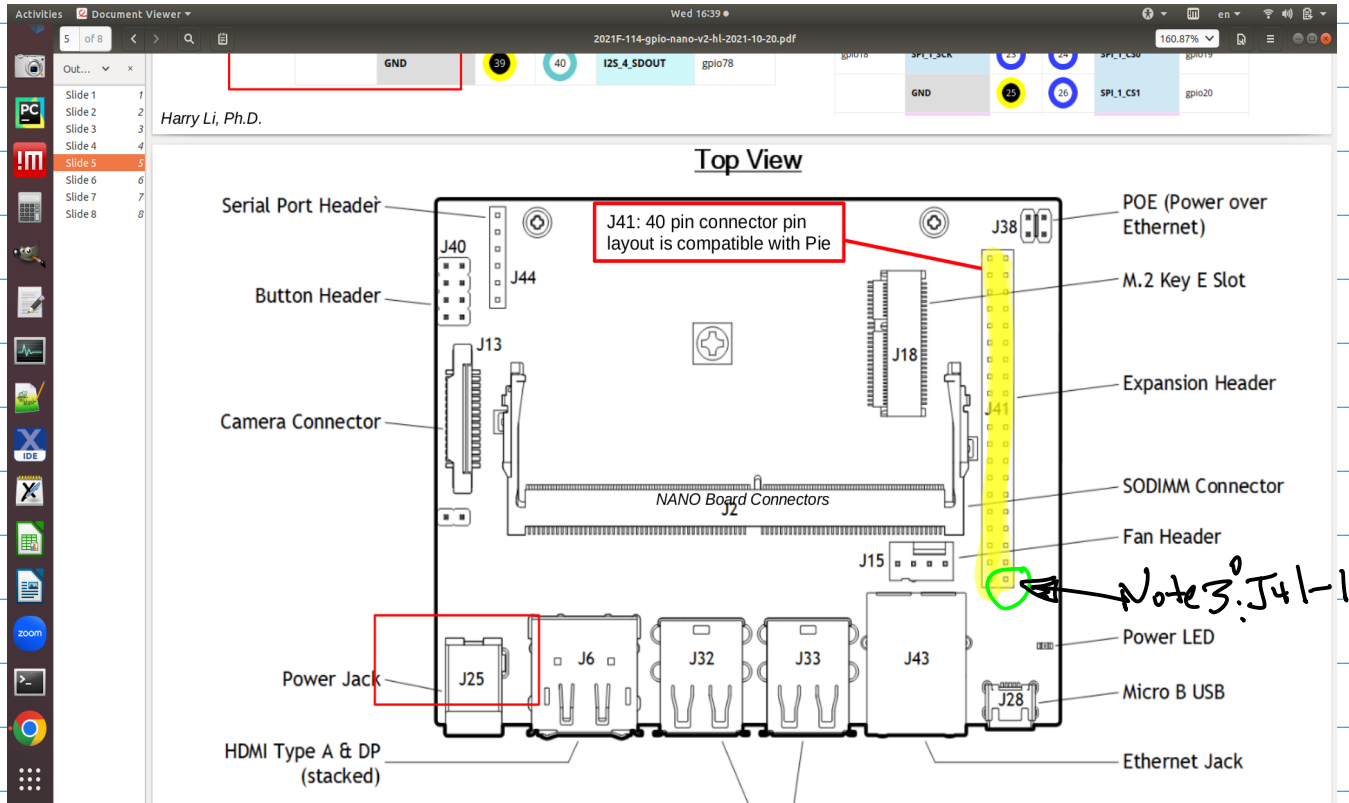 Activities
Document Viewer
Wed 16:39
en
5
of 8
2021F-114-gpio-nano-v2-hl-2021-10-20.pdf
160.87%
Out...
Slide 1 1
Slide 2 2
Slide 3 3
Slide 4 4
Slide 5 5
Slide 6 6
Slide 7 7
Slide 8 8
PC
X
IDE
zoom
GND 39 40 I2S_4_SDOUT gpio78
gpio18 SPI_1_SCK 23 24 SPI_1_CS0 gpio19
GND 25 26 SPI_1_CS1 gpio20
Harry Li, Ph.D.
Top View
Serial Port Header
J40
J44
Button Header
J13
Camera Connector
J41: 40 pin connector pin
layout is compatible with Pie
J38
POE (Power over
Ethernet)
M.2 Key E Slot
J18
Expansion Header
J41
SODIMM Connector
NANO Board Connectors
J2
Fan Header
J15
Note3: J41-1
Power LED
Power Jack
J25
J6
J32
J33
J43
J28
Micro B USB
HDMI Type A & DP
(stacked)
Ethernet Jack